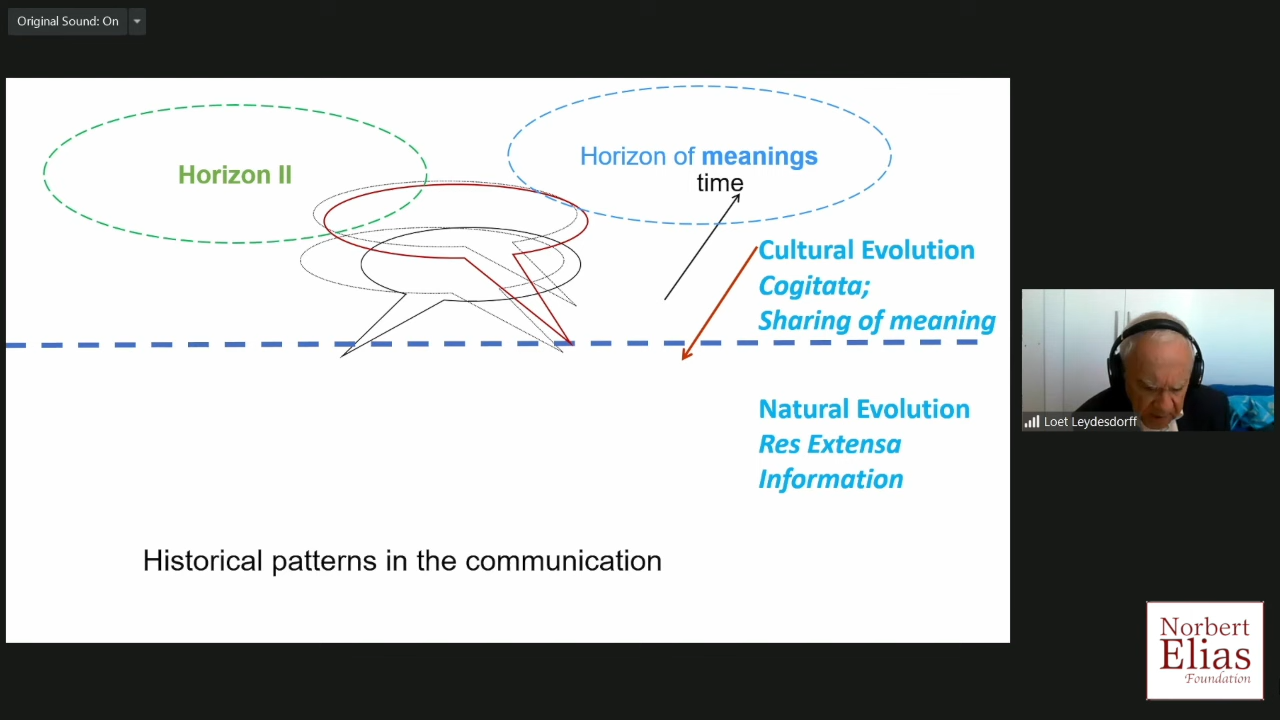 Original Sound: On
Horizon II
Horizon of meanings
time
Cultural Evolution
Cogitata;
Sharing of meaning
Natural Evolution
Res Extensa
Information
Historical patterns in the communication
Loet Leydesdorff
Norbert
Elias
Foundation